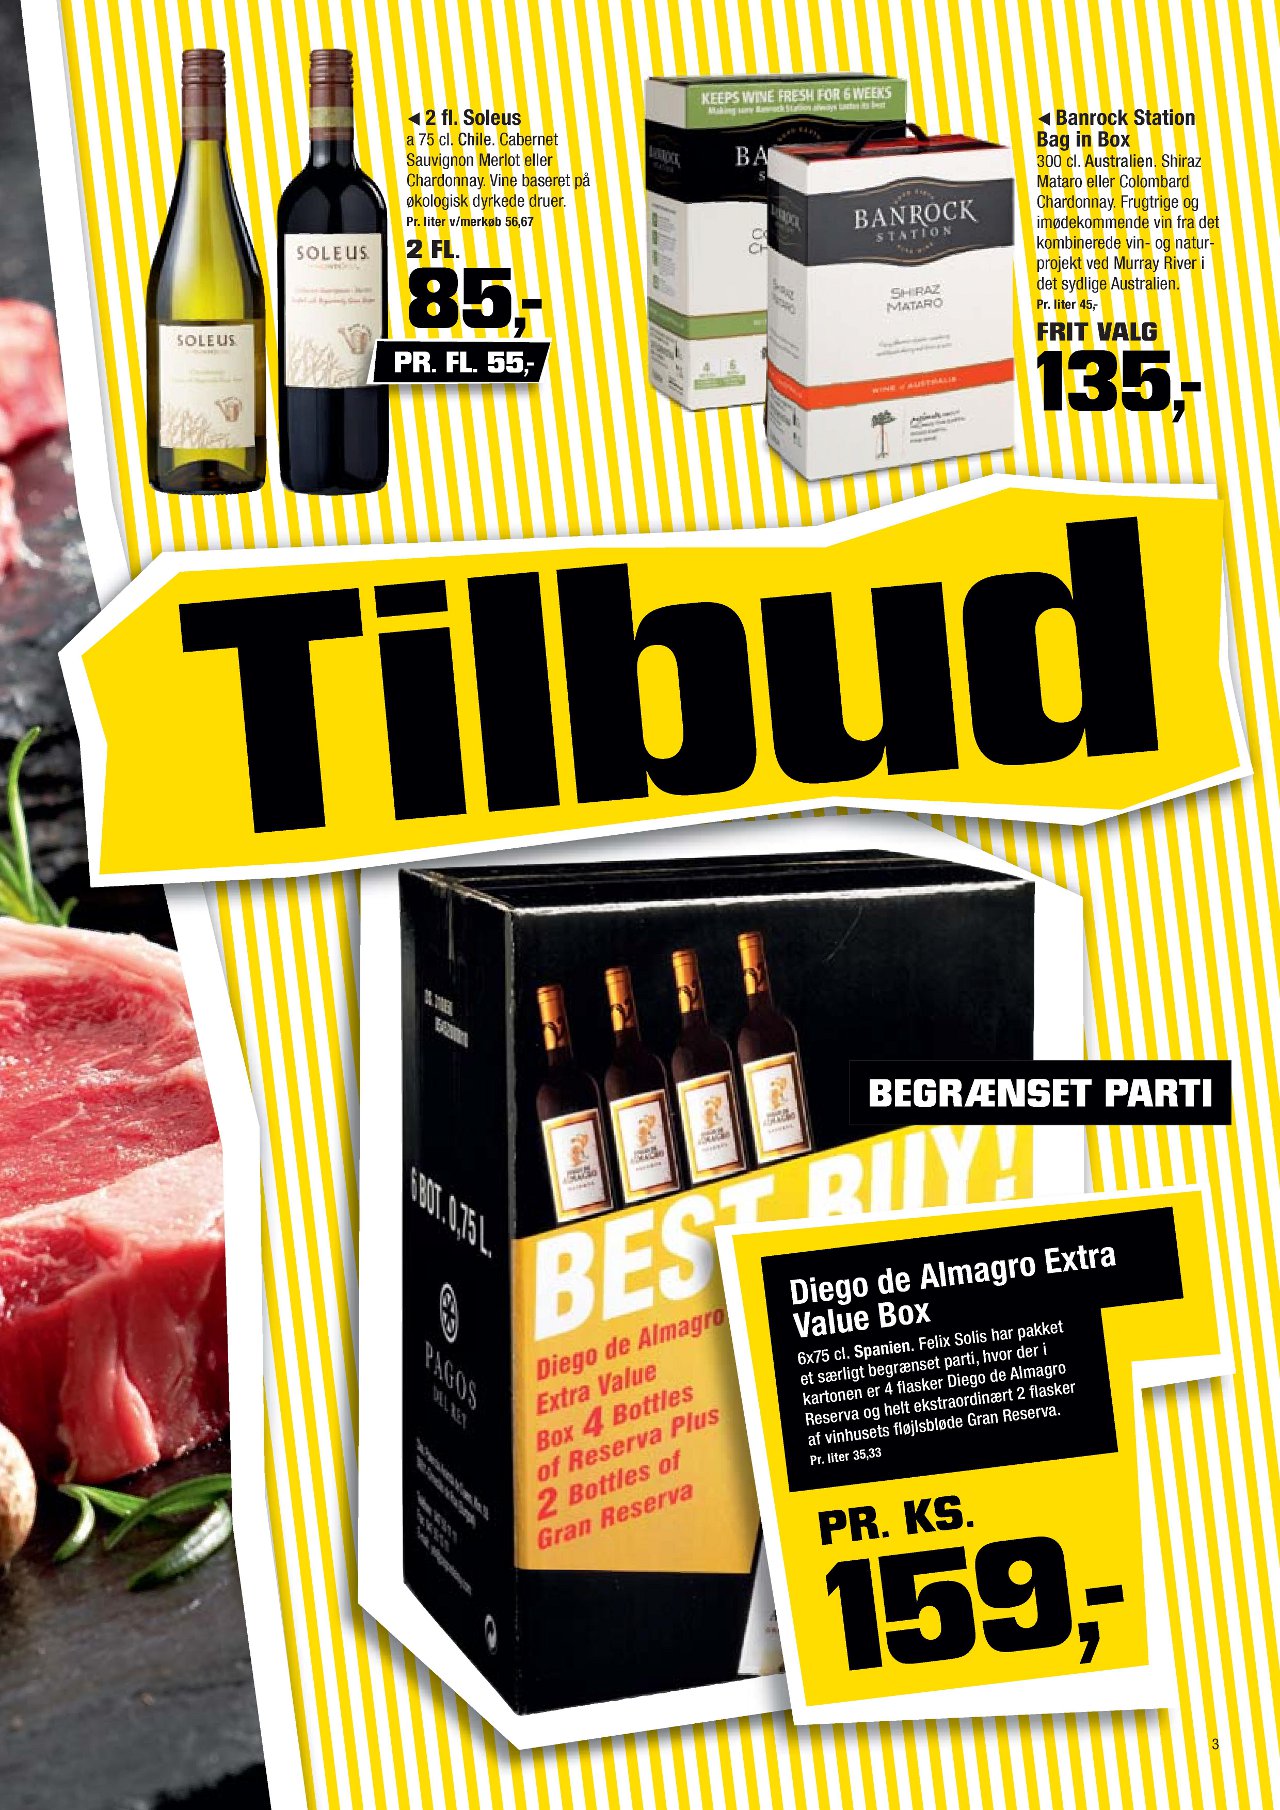 ◄ 2 fl. Soleus
a 75 cl. Chile. Cabernet
Sauvignon Merlot eller
Chardonnay. Vine baseret på
økologisk dyrkede druer.
Pr. liter v/merkøb 56,67
2 FL.
85,-
PR. FL. 55,-
SOLEUS
SOLEUS
KEEPS WINE FRESH FOR 6 WEEKS
Making sure Banrock Station always tastes its best
BANROCK
STATION
SHIRAZ
MATARO
WINE OF AUSTRALIA
◄ Banrock Station
Bag in Box
300 cl. Australien. Shiraz
Mataro eller Colombard
Chardonnay. Frugtrige og
imødekommende vin fra det
kombinerede vin- og natur-
projekt ved Murray River i
det sydlige Australien.
Pr. liter 45,-
FRIT VALG
135,-
Tilbud
BEGRÆNSET PARTI
6 BOT. 0,75 L.
PAGOS
DEL REY
BEST BUY!
Diego de Almagro
Extra Value
Box 4 Bottles
of Reserva Plus
2 Bottles of
Gran Reserva
Diego de Almagro Extra
Value Box
6x75 cl. Spanien. Felix Solis har pakket
et særligt begrænset parti, hvor der i
kartonen er 4 flasker Diego de Almagro
Reserva og helt ekstraordinært 2 flasker
af vinhusets fløjlsbløde Gran Reserva.
Pr. liter 35,33
PR. KS.
159,-
3